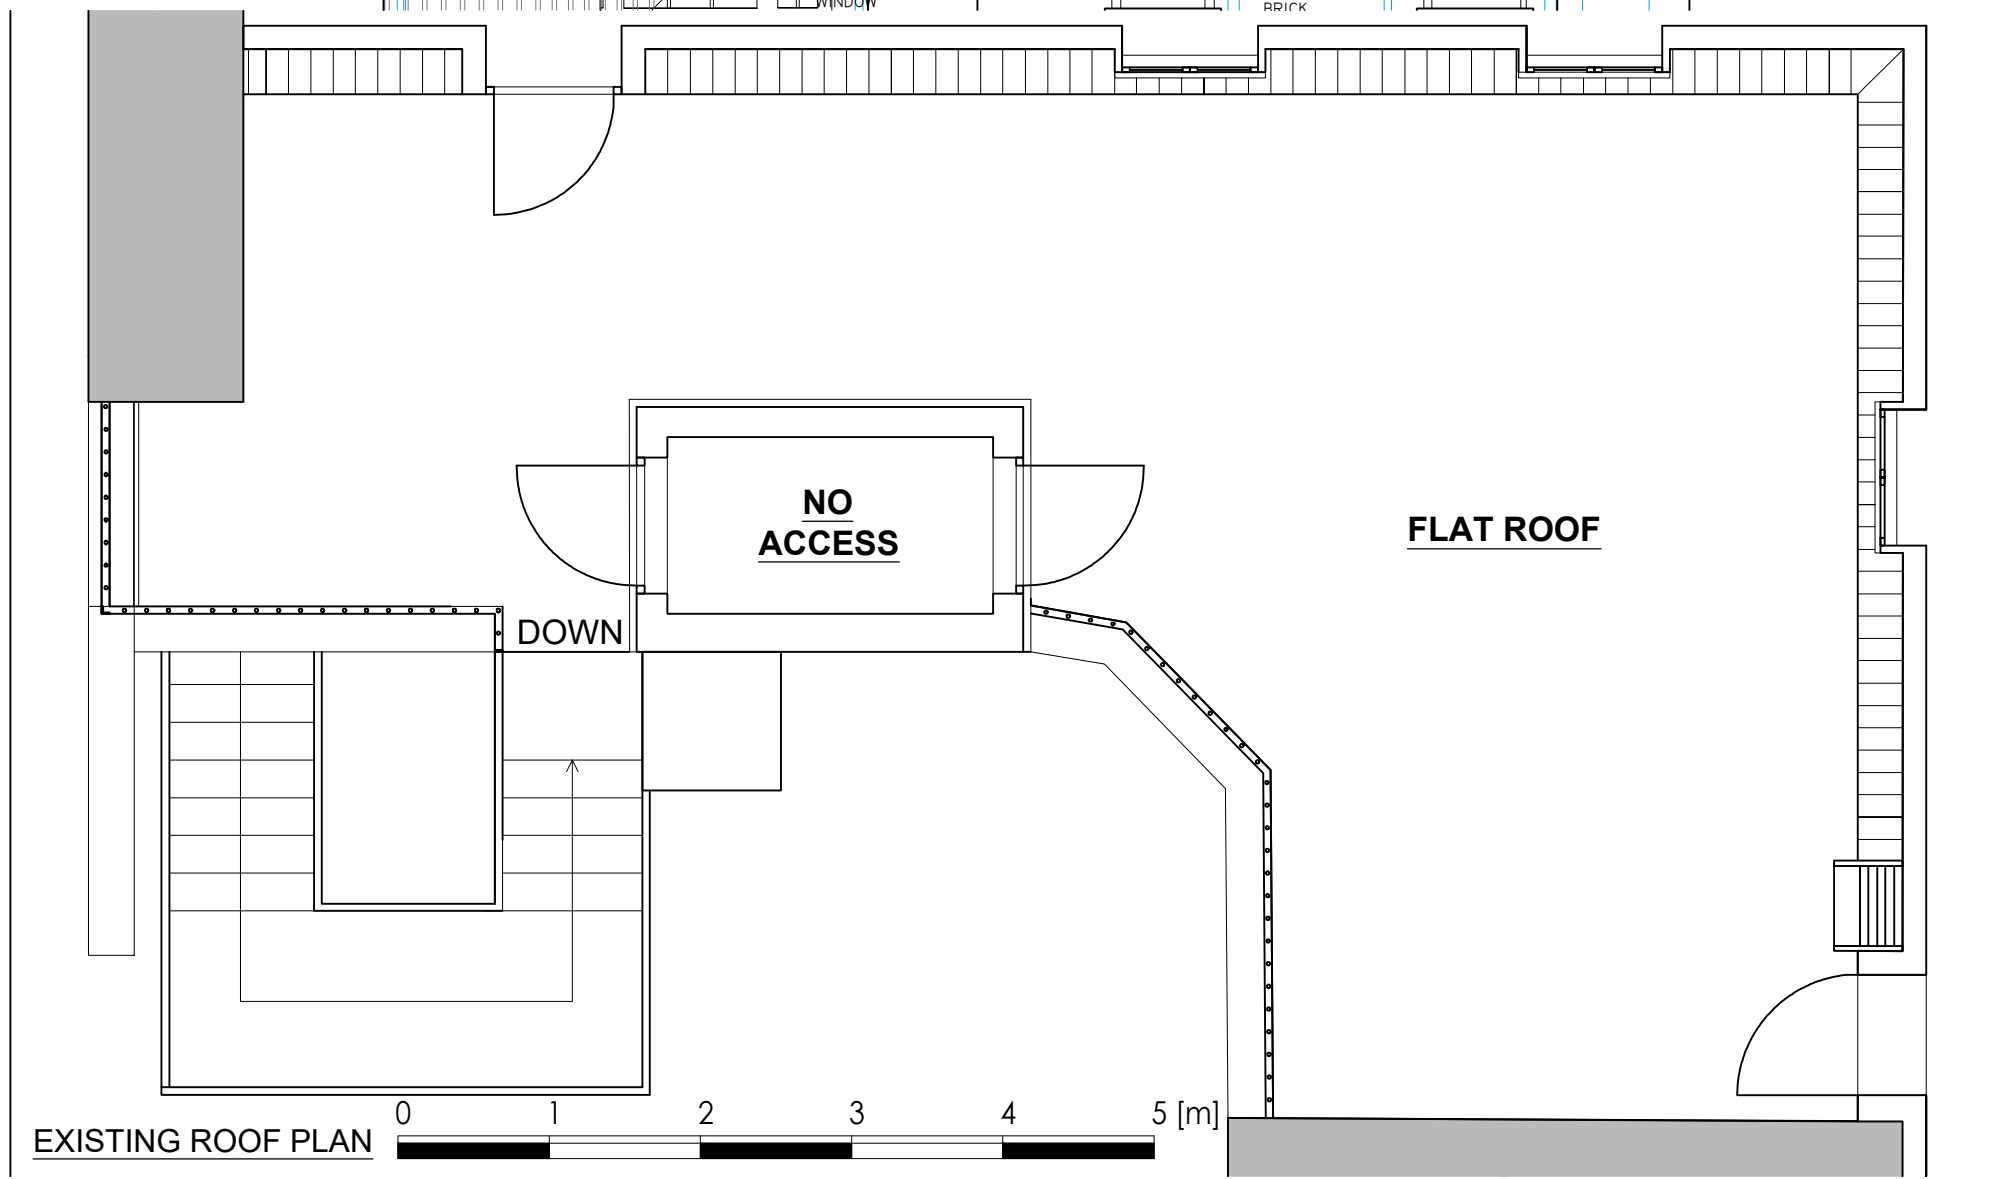 WINDOW
BRICK
NO
ACCESS
FLAT ROOF
DOWN
0 1 2 3 4 5 [m]
EXISTING ROOF PLAN